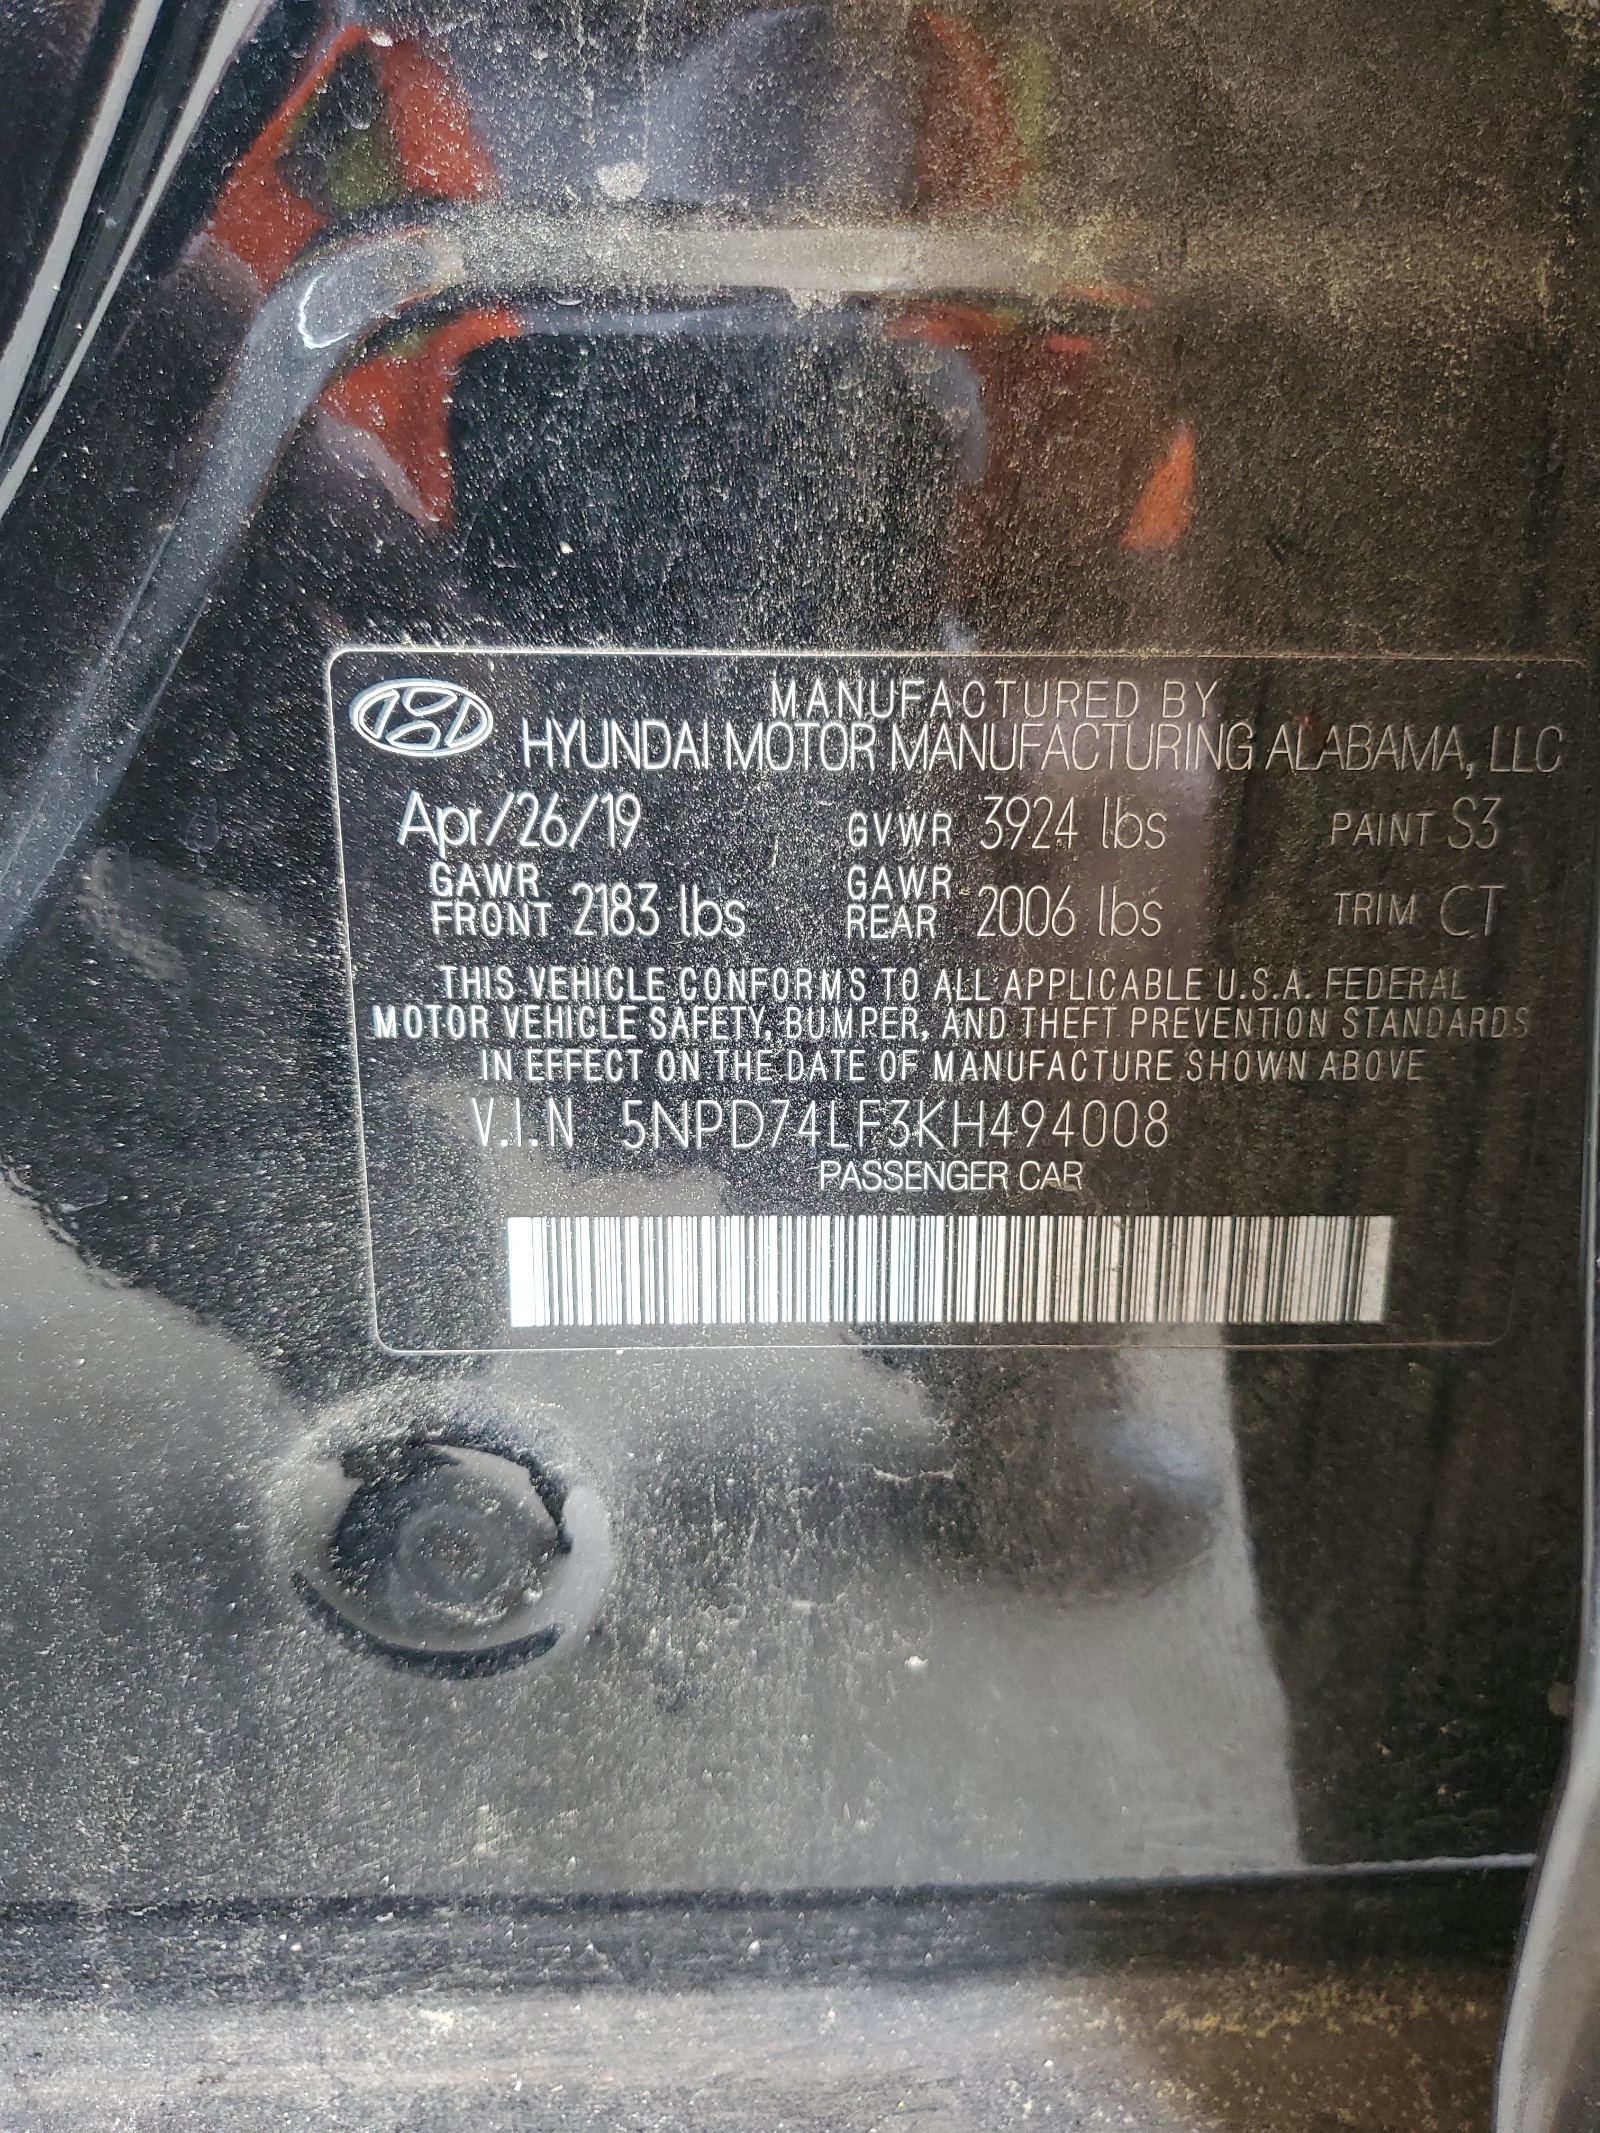 MANUFACTURED BY
HYUNDAI MOTOR MANUFACTURING ALABAMA, LLC
Apr/26/19 GVWR 3924 lbs PAINT S3
GAWR FRONT 2183 lbs GAWR REAR 2006 lbs TRIM CT
THIS VEHICLE CONFORMS TO ALL APPLICABLE U.S.A. FEDERAL
MOTOR VEHICLE SAFETY, BUMPER, AND THEFT PREVENTION STANDARDS
IN EFFECT ON THE DATE OF MANUFACTURE SHOWN ABOVE
V.I.N 5NPD74LF3KH494008
PASSENGER CAR